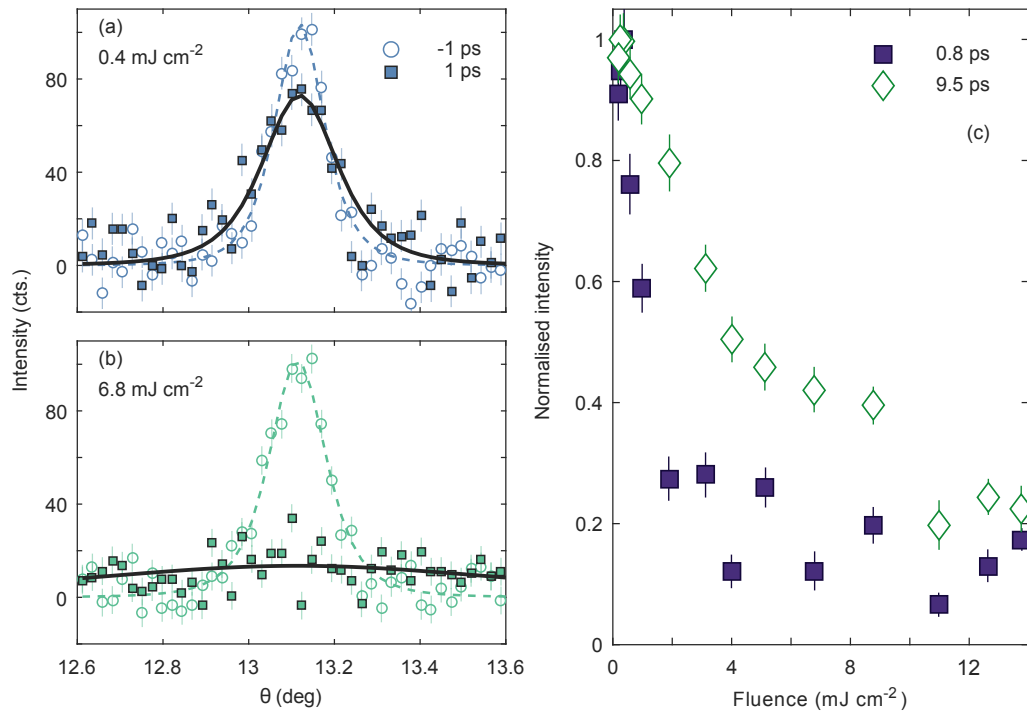 (a)
0.4 mJ cm⁻²
-1 ps
1 ps
80
40
0
(b)
6.8 mJ cm⁻²
80
40
0
Intensity (cts.)
12.6 12.8 13 13.2 13.4 13.6
θ (deg)
0.8 ps
9.5 ps
(c)
1
0.8
0.6
0.4
0.2
0
Normalised intensity
0 4 8 12
Fluence (mJ cm⁻²)